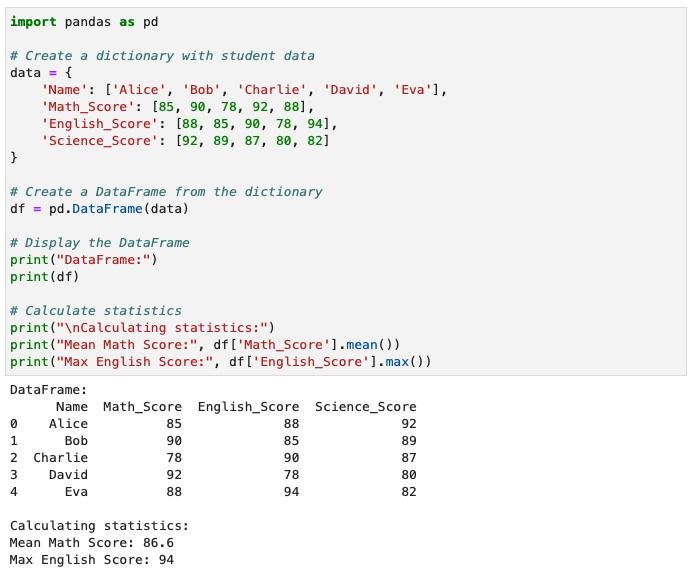 import pandas as pd
# Create a dictionary with student data
data = {
    'Name': ['Alice', 'Bob', 'Charlie', 'David', 'Eva'],
    'Math_Score': [85, 90, 78, 92, 88],
    'English_Score': [88, 85, 90, 78, 94],
    'Science_Score': [92, 89, 87, 80, 82]
}
# Create a DataFrame from the dictionary
df = pd.DataFrame(data)
# Display the DataFrame
print("DataFrame:")
print(df)
# Calculate statistics
print("\nCalculating statistics:")
print("Mean Math Score:", df['Math_Score'].mean())
print("Max English Score:", df['English_Score'].max())
DataFrame:
      Name  Math_Score  English_Score  Science_Score
0    Alice          85             88             92
1      Bob          90             85             89
2  Charlie          78             90             87
3    David          92             78             80
4      Eva          88             94             82
Calculating statistics:
Mean Math Score: 86.6
Max English Score: 94